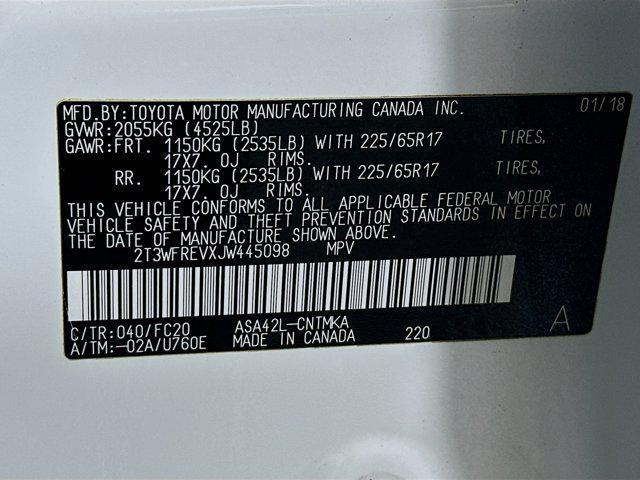 MFD.BY:TOYOTA MOTOR MANUFACTURING CANADA INC. 01/18
GVWR:2055KG (4525LB)
GAWR:FRT. 1150KG (2535LB) WITH 225/65R17 TIRES,
17X7. 0J RIMS.
RR. 1150KG (2535LB) WITH 225/65R17 TIRES,
17X7. 0J RIMS.
THIS VEHICLE CONFORMS TO ALL APPLICABLE FEDERAL MOTOR
VEHICLE SAFETY AND THEFT PREVENTION STANDARDS IN EFFECT ON
THE DATE OF MANUFACTURE SHOWN ABOVE.
2T3WFREVXJW445098 MPV
C/TR:040/FC20 ASA42L-CNTMKA
A/TM:-02A/U760E MADE IN CANADA 220 A